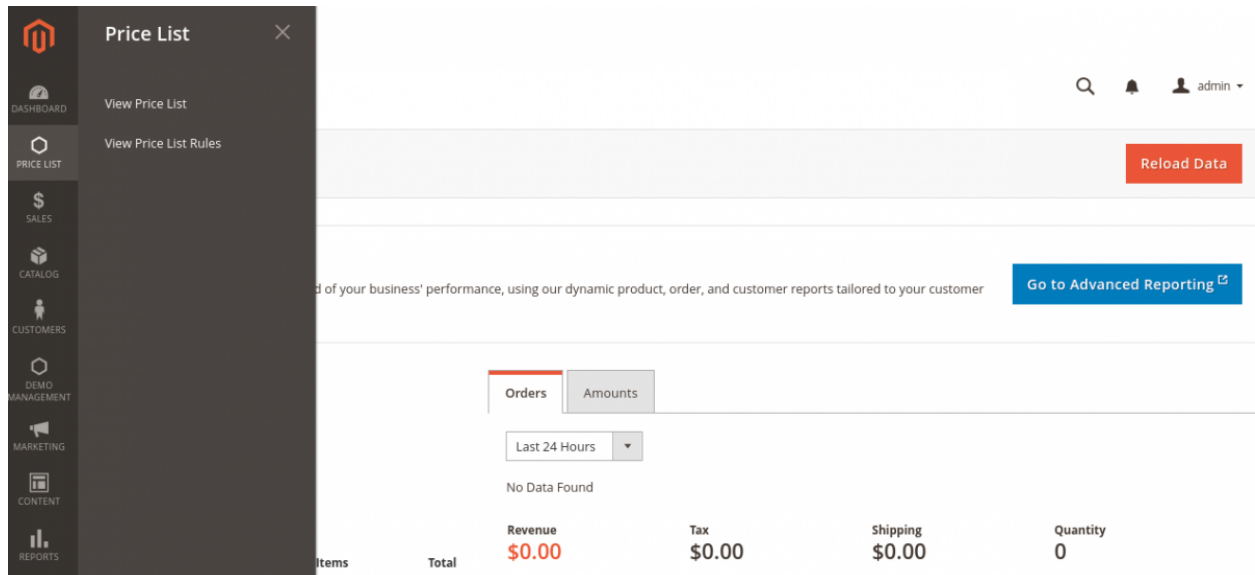 Price List
View Price List
View Price List Rules
DASHBOARD
PRICE LIST
SALES
CATALOG
CUSTOMERS
DEMO
MANAGEMENT
MARKETING
CONTENT
REPORTS
admin
Reload Data
d of your business' performance, using our dynamic product, order, and customer reports tailored to your customer
Go to Advanced Reporting
Orders Amounts
Last 24 Hours
No Data Found
Revenue Tax Shipping Quantity
$0.00 $0.00 $0.00 0
Items Total